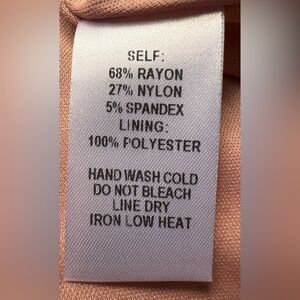 SELF:
68% RAYON
27% NYLON
5% SPANDEX
LINING:
100% POLYESTER
HAND WASH COLD
DO NOT BLEACH
LINE DRY
IRON LOW HEAT